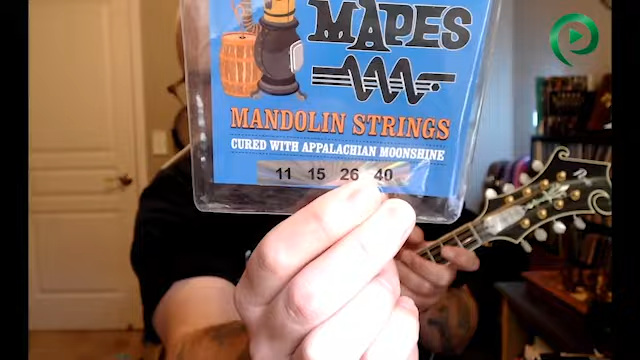 MAPES
MANDOLIN STRINGS
CURED WITH APPALACHIAN MOONSHINE
11 15 26 40